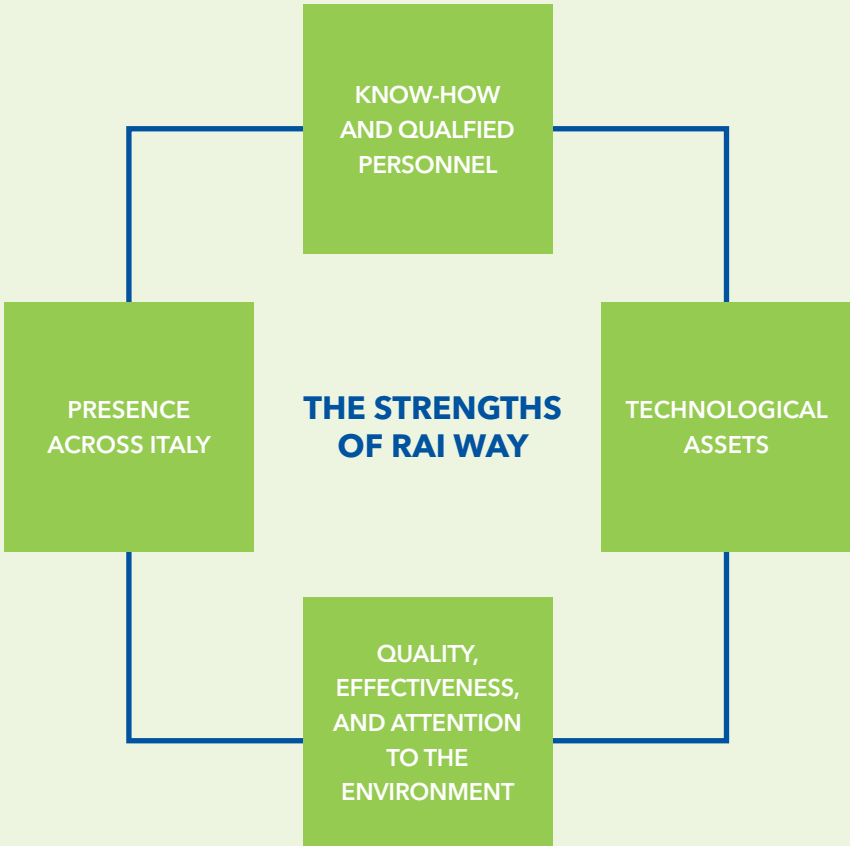 KNOW-HOW
AND QUALFIED
PERSONNEL
PRESENCE
ACROSS ITALY
THE STRENGTHS
OF RAI WAY
TECHNOLOGICAL
ASSETS
QUALITY,
EFFECTIVENESS,
AND ATTENTION
TO THE
ENVIRONMENT